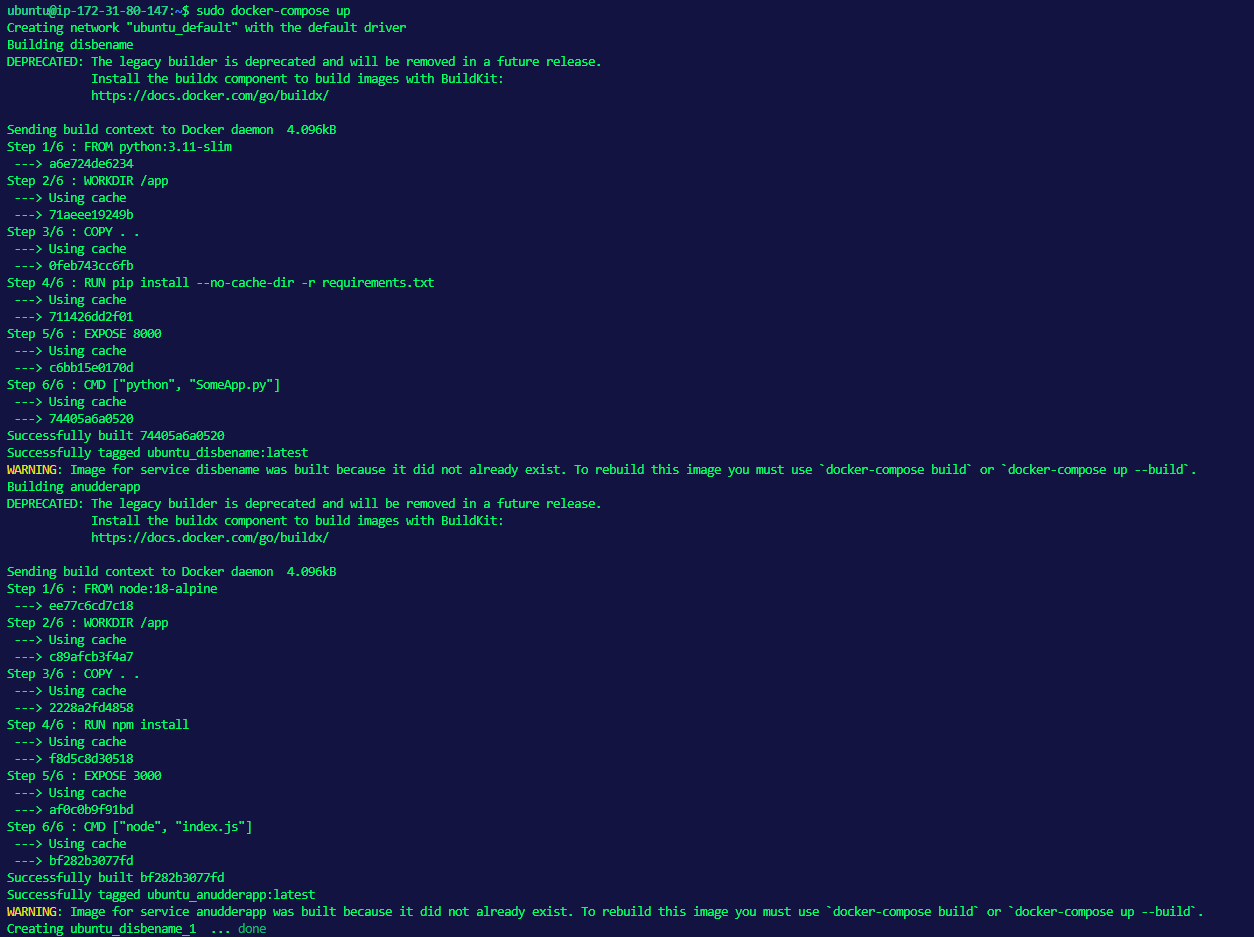 ubuntu@ip-172-31-80-147:~$ sudo docker-compose up
Creating network "ubuntu_default" with the default driver
Building disbename
DEPRECATED: The legacy builder is deprecated and will be removed in a future release.
            Install the buildx component to build images with BuildKit:
            https://docs.docker.com/go/buildx/

Sending build context to Docker daemon  4.096kB
Step 1/6 : FROM python:3.11-slim
 ---> a6e724de6234
Step 2/6 : WORKDIR /app
 ---> Using cache
 ---> 71aeee19249b
Step 3/6 : COPY . .
 ---> Using cache
 ---> 0feb743cc6fb
Step 4/6 : RUN pip install --no-cache-dir -r requirements.txt
 ---> Using cache
 ---> 711426dd2f01
Step 5/6 : EXPOSE 8000
 ---> Using cache
 ---> c6bb15e0170d
Step 6/6 : CMD ["python", "SomeApp.py"]
 ---> Using cache
 ---> 74405a6a0520
Successfully built 74405a6a0520
Successfully tagged ubuntu_disbename:latest
WARNING: Image for service disbename was built because it did not already exist. To rebuild this image you must use `docker-compose build` or `docker-compose up --build`.
Building anudderapp
DEPRECATED: The legacy builder is deprecated and will be removed in a future release.
            Install the buildx component to build images with BuildKit:
            https://docs.docker.com/go/buildx/

Sending build context to Docker daemon  4.096kB
Step 1/6 : FROM node:18-alpine
 ---> ee77c6cd7c18
Step 2/6 : WORKDIR /app
 ---> Using cache
 ---> c89afcb3f4a7
Step 3/6 : COPY . .
 ---> Using cache
 ---> 2228a2fd4858
Step 4/6 : RUN npm install
 ---> Using cache
 ---> f8d5c8d30518
Step 5/6 : EXPOSE 3000
 ---> Using cache
 ---> af0c0b9f91bd
Step 6/6 : CMD ["node", "index.js"]
 ---> Using cache
 ---> bf282b3077fd
Successfully built bf282b3077fd
Successfully tagged ubuntu_anudderapp:latest
WARNING: Image for service anudderapp was built because it did not already exist. To rebuild this image you must use `docker-compose build` or `docker-compose up --build`.
Creating ubuntu_disbename_1  ... done